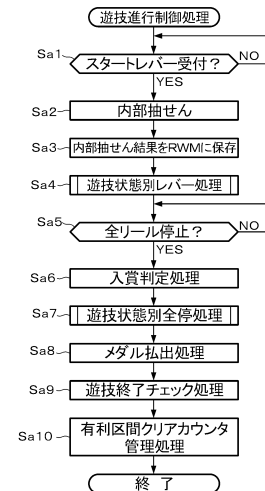 遊技進行制御処理
Sa1
スタートレバー受付？
NO
YES
Sa2
内部抽せん
Sa3
内部抽せん結果をRWMに保存
Sa4
遊技状態別レバー処理
Sa5
全リール停止？
NO
YES
Sa6
入賞判定処理
Sa7
遊技状態別全停処理
Sa8
メダル払出処理
Sa9
遊技終了チェック処理
Sa10
有利区間クリアカウンタ
管理処理
終了